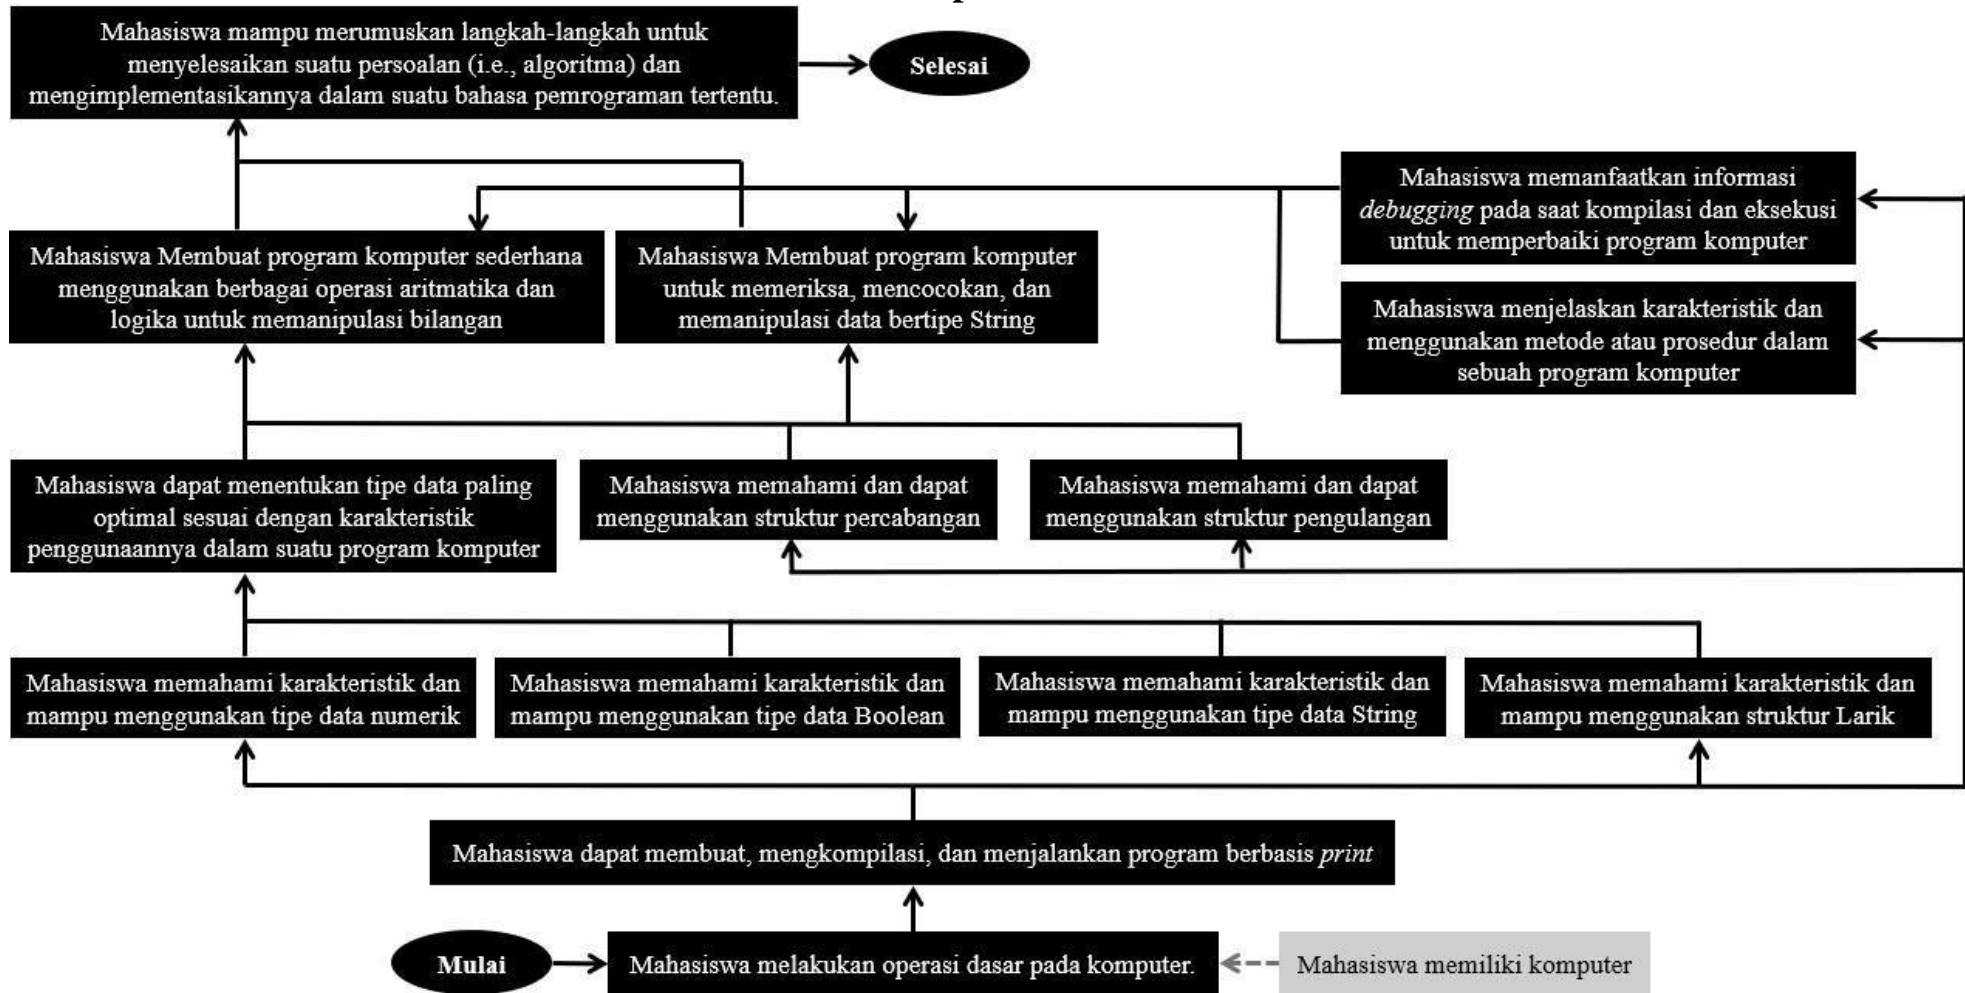 Mahasiswa mampu merumuskan langkah-langkah untuk
menyelesaikan suatu persoalan (i.e., algoritma) dan
mengimplementasikannya dalam suatu bahasa pemrograman tertentu.
Selesai
Mahasiswa memanfaatkan informasi
debugging pada saat kompilasi dan eksekusi
untuk memperbaiki program komputer
Mahasiswa Membuat program komputer sederhana
menggunakan berbagai operasi aritmatika dan
logika untuk memanipulasi bilangan
Mahasiswa Membuat program komputer
untuk memeriksa, mencocokan, dan
memanipulasi data bertipe String
Mahasiswa menjelaskan karakteristik dan
menggunakan metode atau prosedur dalam
sebuah program komputer
Mahasiswa dapat menentukan tipe data paling
optimal sesuai dengan karakteristik
penggunaannya dalam suatu program komputer
Mahasiswa memahami dan dapat
menggunakan struktur percabangan
Mahasiswa memahami dan dapat
menggunakan struktur pengulangan
Mahasiswa memahami karakteristik dan
mampu menggunakan tipe data numerik
Mahasiswa memahami karakteristik dan
mampu menggunakan tipe data Boolean
Mahasiswa memahami karakteristik dan
mampu menggunakan tipe data String
Mahasiswa memahami karakteristik dan
mampu menggunakan struktur Larik
Mahasiswa dapat membuat, mengkompilasi, dan menjalankan program berbasis print
Mulai
Mahasiswa melakukan operasi dasar pada komputer.
Mahasiswa memiliki komputer